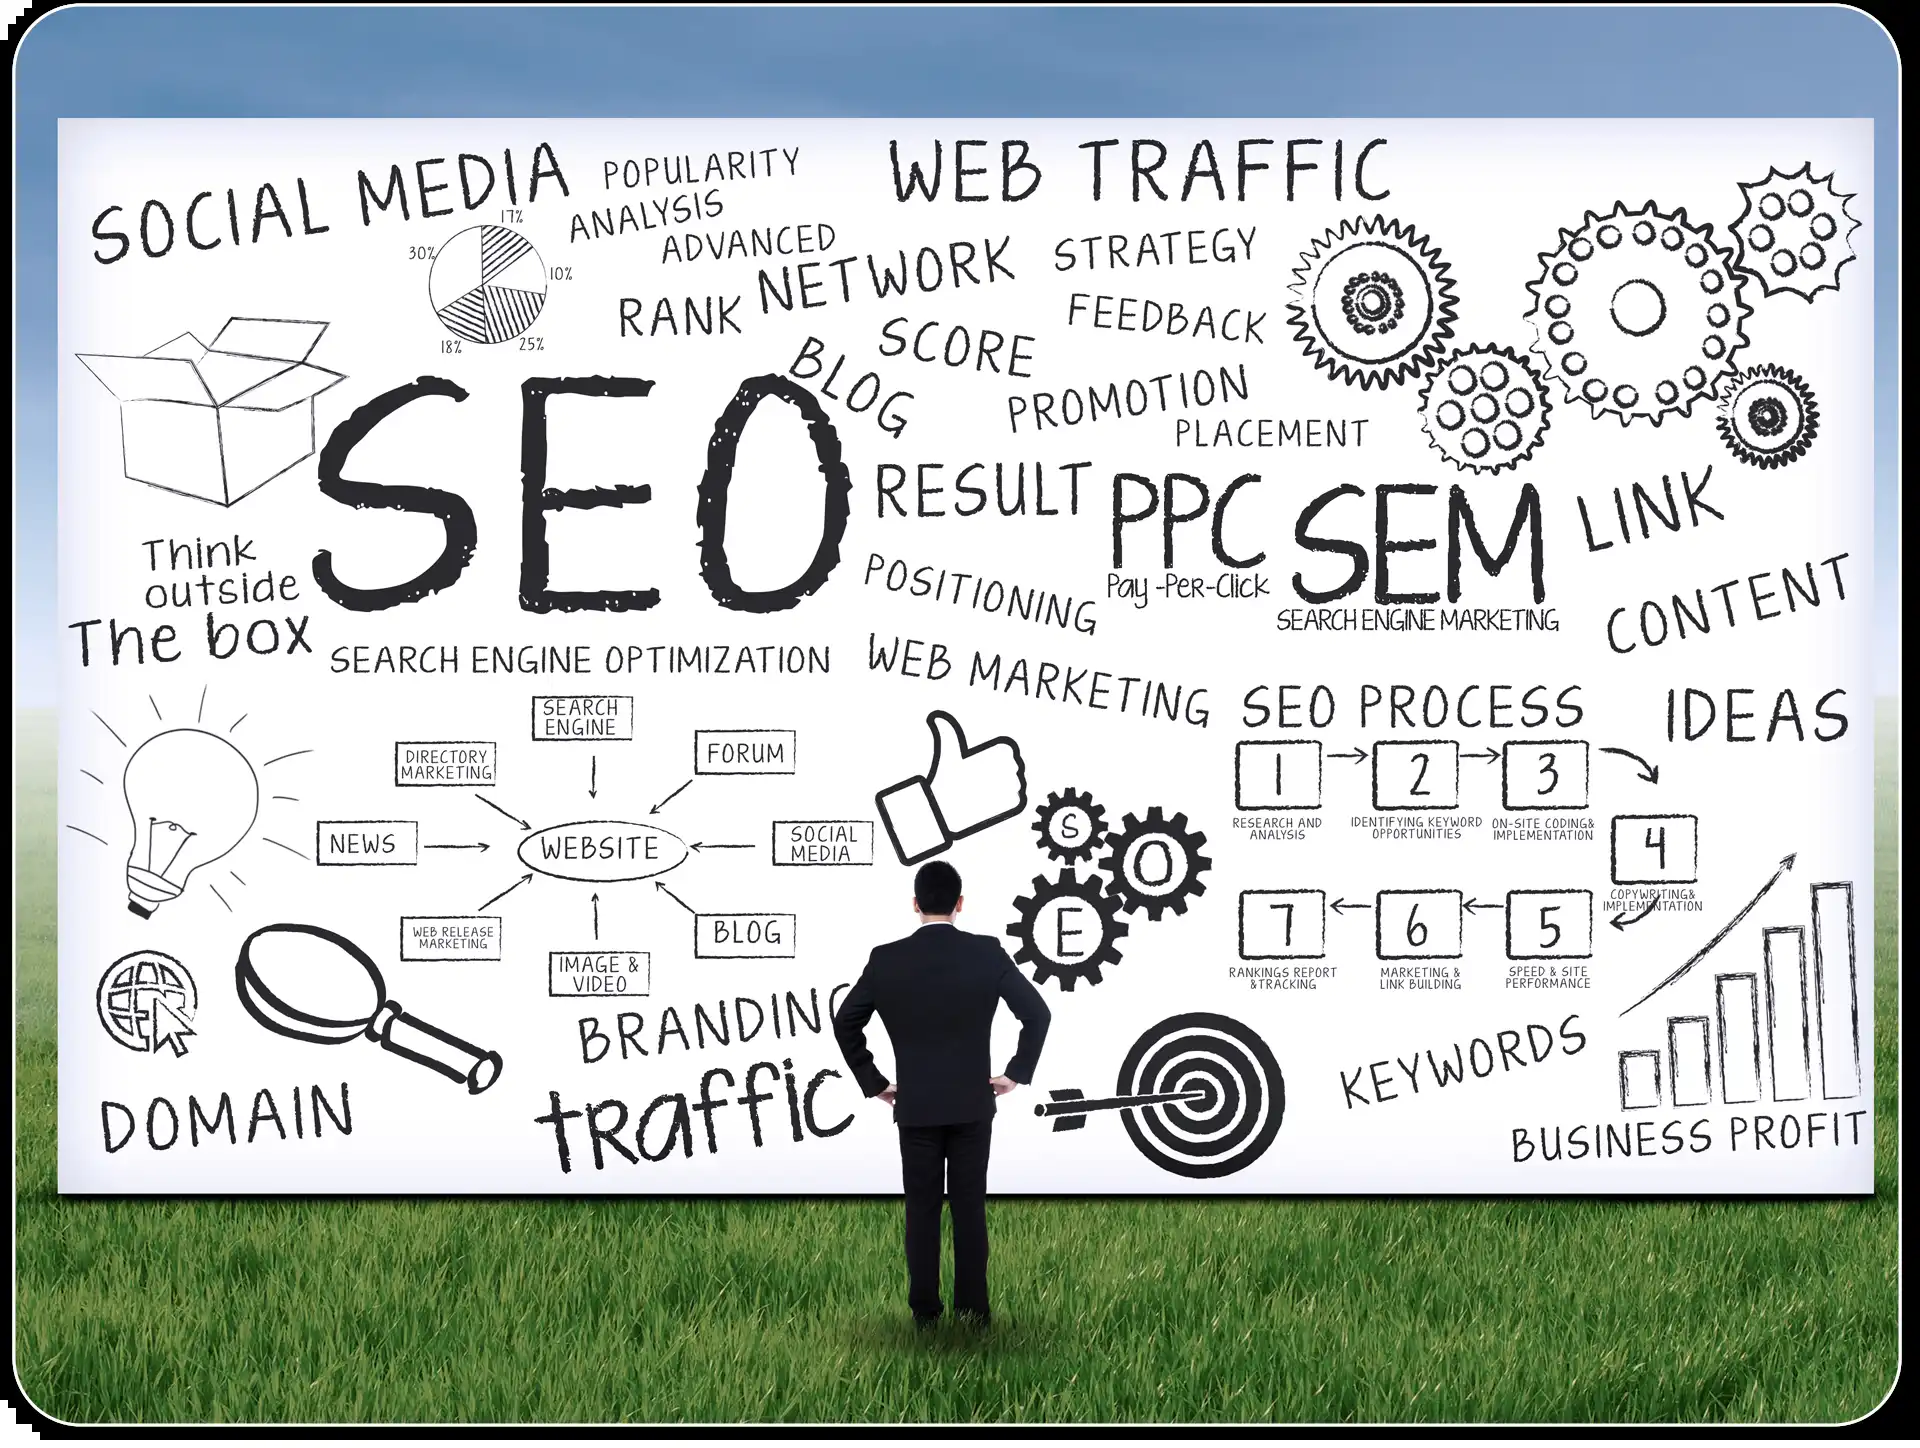 SOCIAL MEDIA
POPULARITY
ANALYSIS
ADVANCED
WEB TRAFFIC
17%
30%
10%
18%
25%
RANK
NETWORK
STRATEGY
FEEDBACK
BLOG
SCORE
PROMOTION
PLACEMENT
SEO
SEARCH ENGINE OPTIMIZATION
RESULT
PPC
Pay -Per-Click
SEM
SEARCH ENGINE MARKETING
LINK
Think
outside
The box
POSITIONING
CONTENT
WEB MARKETING
IDEAS
SEARCH
ENGINE
DIRECTORY
MARKETING
FORUM
NEWS
WEBSITE
SOCIAL
MEDIA
WEB RELEASE
MARKETING
BLOG
IMAGE &
VIDEO
S
O
E
SEO PROCESS
1
2
3
RESEARCH AND
ANALYSIS
IDENTIFYING KEYWORD
OPPORTUNITIES
ON-SITE CODING&
IMPLEMENTATION
4
COPYWRITING&
IMPLEMENTATION
7
6
5
RANKINGS REPORT
&TRACKING
MARKETING &
LINK BUILDING
SPEED & SITE
PERFORMANCE
BRANDING
traffic
DOMAIN
KEYWORDS
BUSINESS PROFIT